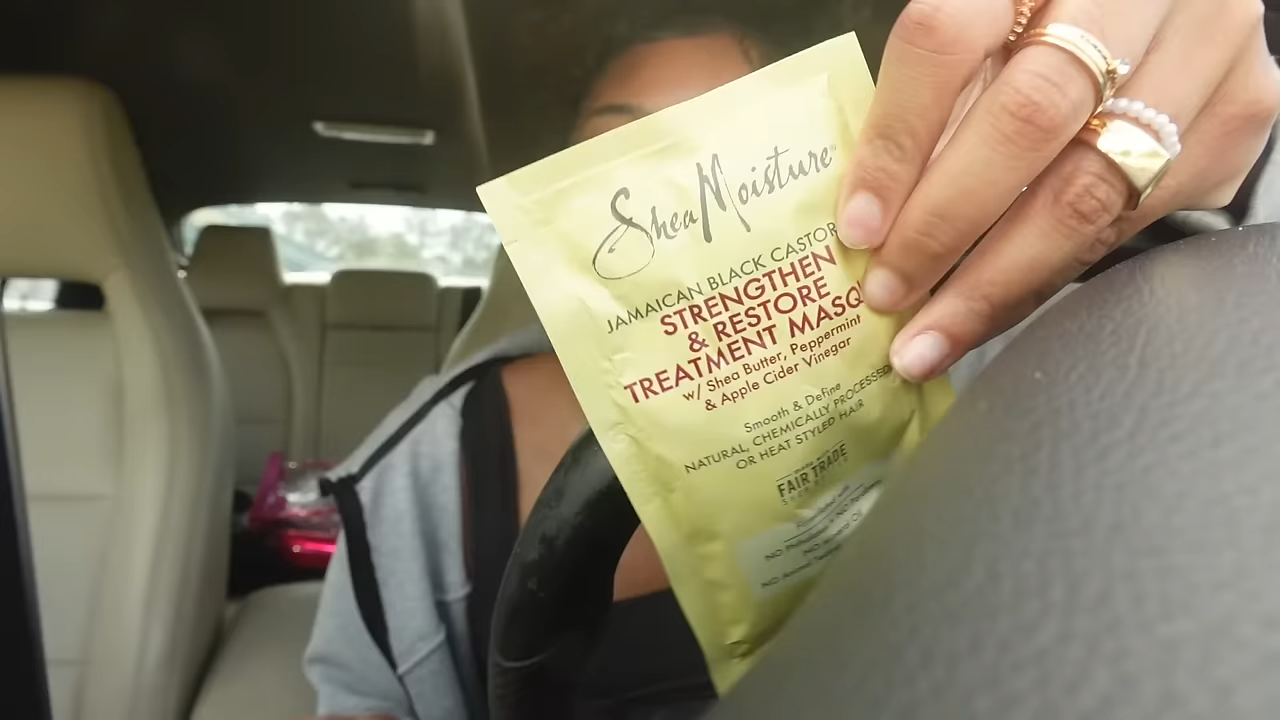 SheaMoisture
JAMAICAN BLACK CASTOR
STRENGTHEN
& RESTORE
TREATMENT MASQ
w/ Shea Butter, Peppermint
& Apple Cider Vinegar
Smooth & Define
NATURAL, CHEMICALLY PROCESSED
OR HEAT STYLED HAIR
FAIR TRADE